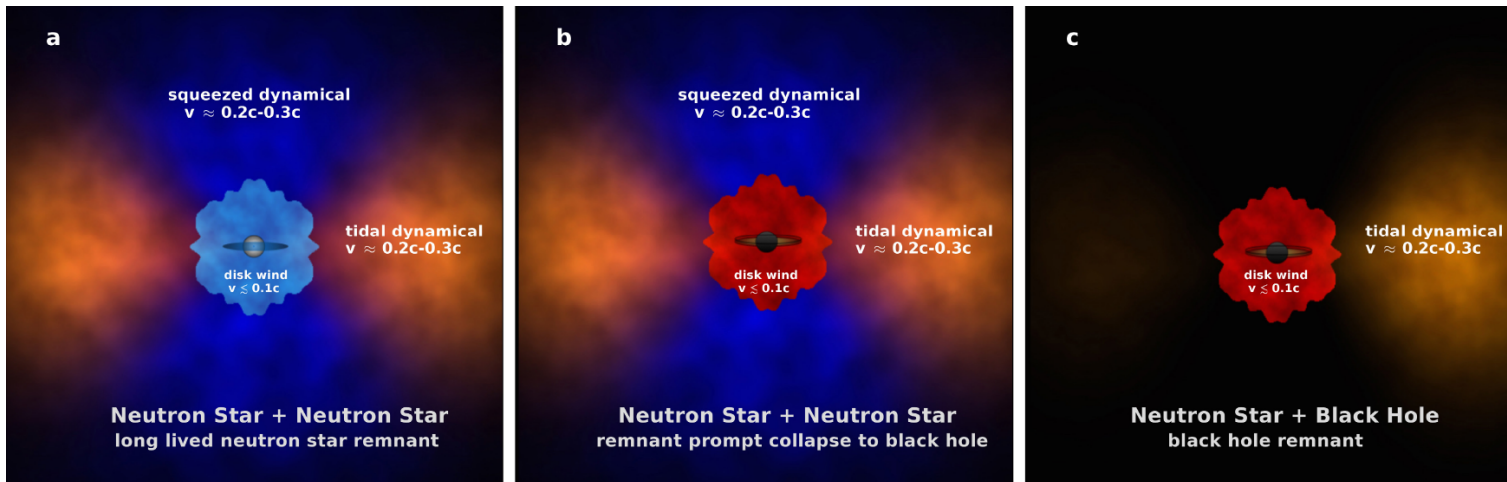 a
squeezed dynamical
v ≈ 0.2c-0.3c
tidal dynamical
v ≈ 0.2c-0.3c
disk wind
v ≲ 0.1c
Neutron Star + Neutron Star
long lived neutron star remnant
b
squeezed dynamical
v ≈ 0.2c-0.3c
tidal dynamical
v ≈ 0.2c-0.3c
disk wind
v ≲ 0.1c
Neutron Star + Neutron Star
remnant prompt collapse to black hole
c
tidal dynamical
v ≈ 0.2c-0.3c
disk wind
v ≲ 0.1c
Neutron Star + Black Hole
black hole remnant